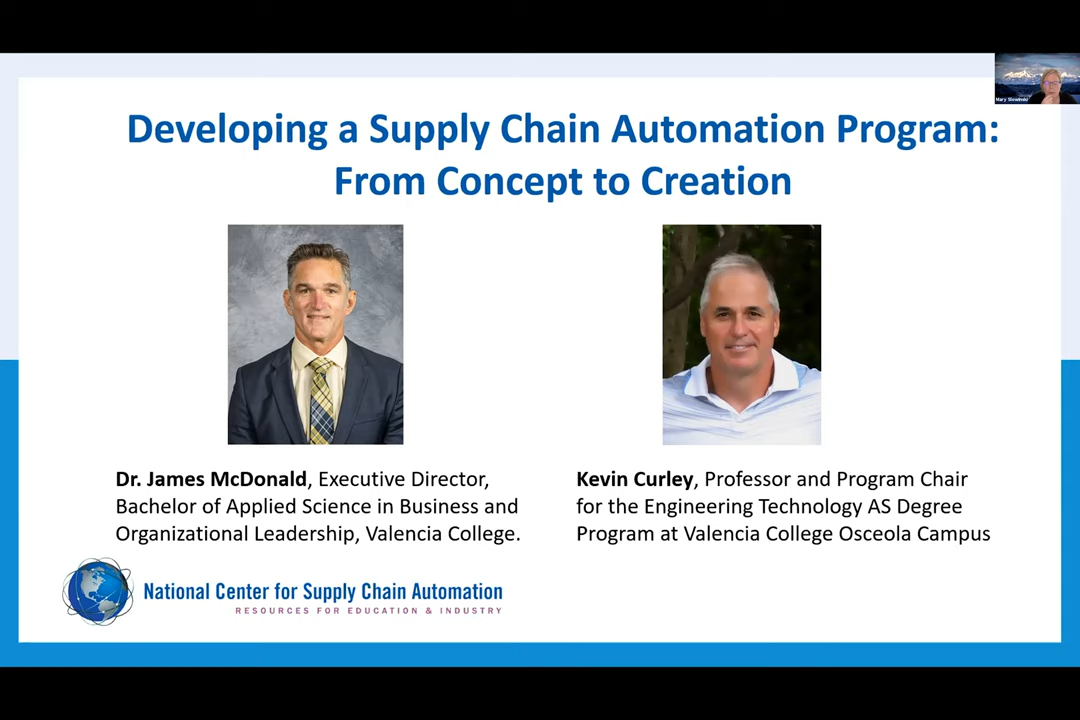 Mary Slowinski
Developing a Supply Chain Automation Program:
From Concept to Creation
Dr. James McDonald, Executive Director,
Bachelor of Applied Science in Business and
Organizational Leadership, Valencia College.
Kevin Curley, Professor and Program Chair
for the Engineering Technology AS Degree
Program at Valencia College Osceola Campus
National Center for Supply Chain Automation
RESOURCES FOR EDUCATION & INDUSTRY